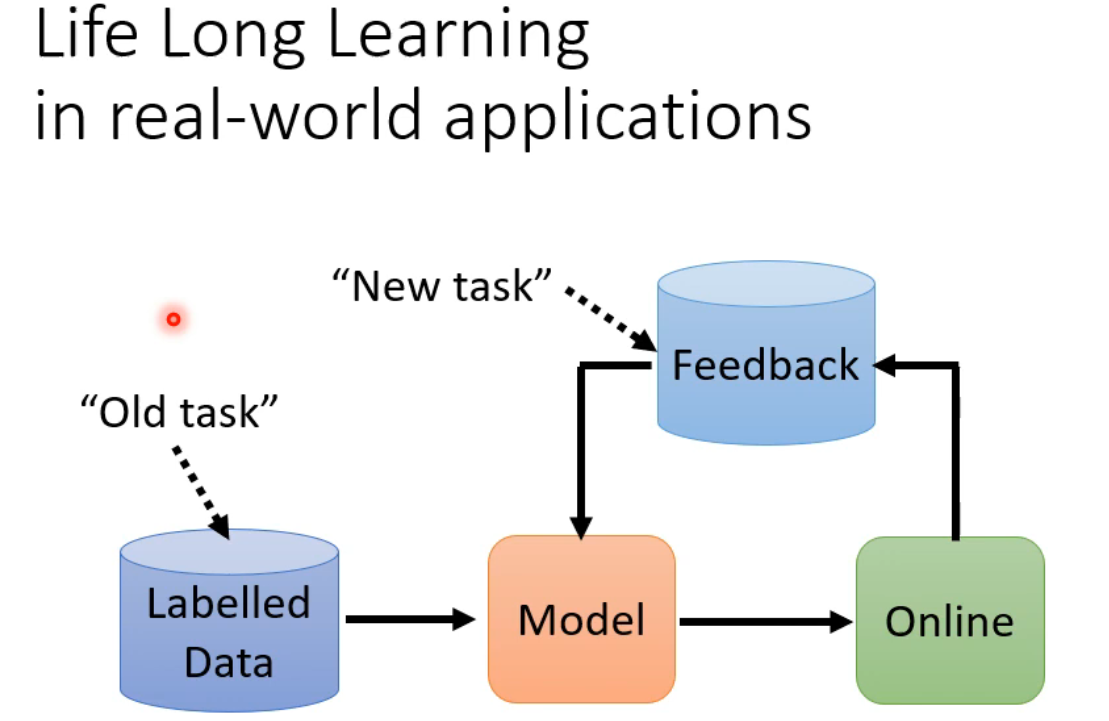 Life Long Learning
in real-world applications
“New task”
Feedback
“Old task”
Labelled
Data
Model
Online